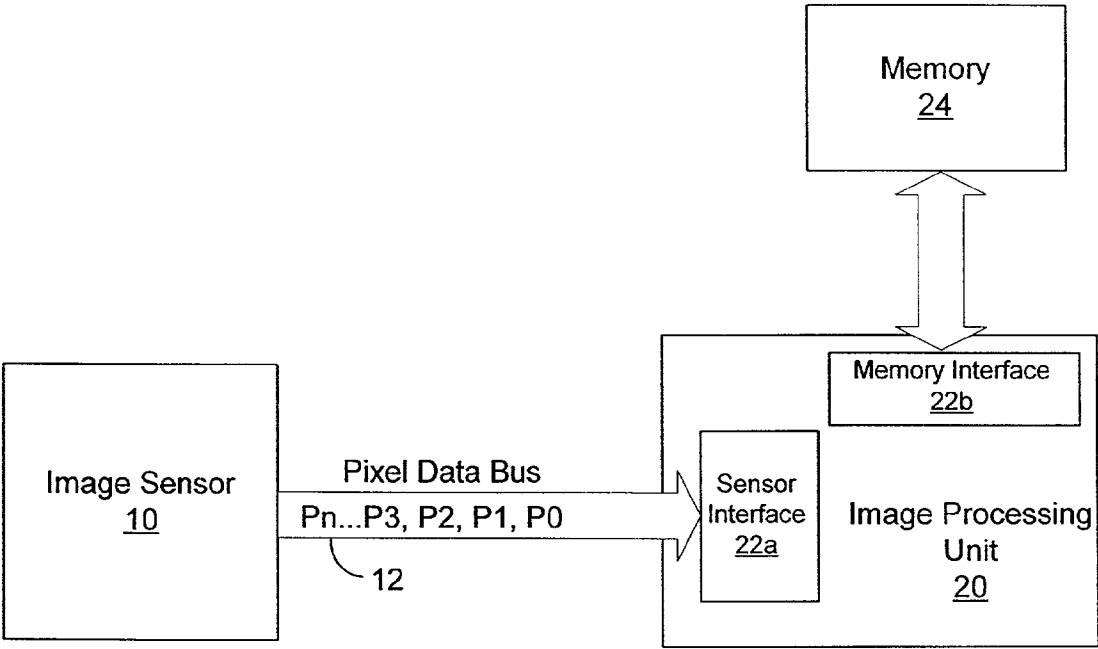 Memory
24
Memory Interface
22b
Image Sensor
10
Pixel Data Bus
Pn...P3, P2, P1, P0
12
Sensor
Interface
22a
Image Processing
Unit
20